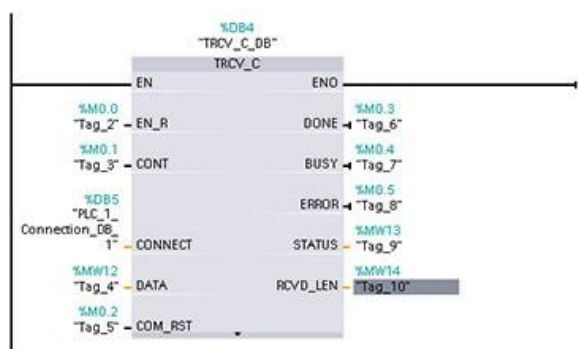 %DB4
"TRCV_C_DB"
TRCV_C
EN ENO
%M0.0 %M0.3
"Tag_2" EN_R DONE "Tag_6"
%M0.1 %M0.4
"Tag_3" CONT BUSY "Tag_7"
%DB5 %M0.5
"PLC_1_ ERROR "Tag_8"
Connection_DB_ %MW13
1" CONNECT STATUS "Tag_9"
%MW12 %MW14
"Tag_4" DATA RCVD_LEN "Tag_10"
%M0.2
"Tag_5" COM_RST